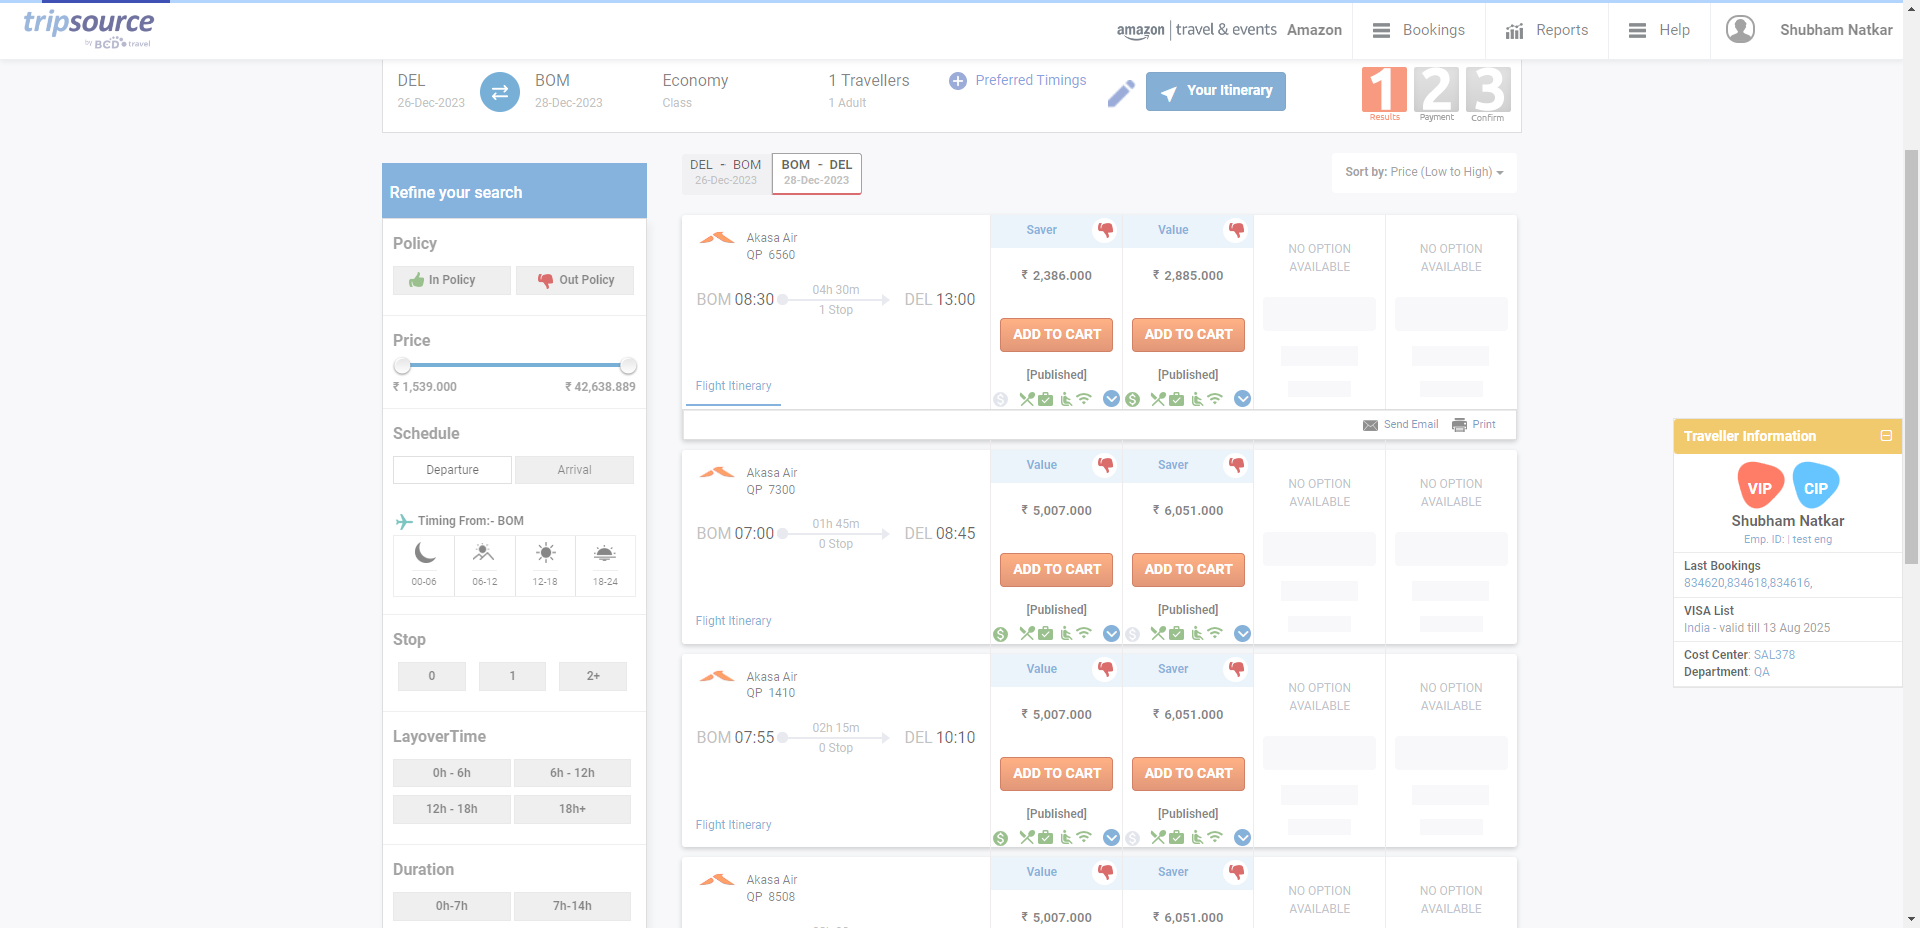 tripsource
by BCD travel
amazon | travel & events Amazon
Bookings
Reports
Help
Shubham Natkar
DEL
26-Dec-2023
BOM
28-Dec-2023
Economy
Class
1 Travellers
1 Adult
Preferred Timings
Your Itinerary
1 Results
2 Payment
3 Confirm
Refine your search
Policy
In Policy
Out Policy
Price
₹ 1,539.000
₹ 42,638.889
Schedule
Departure
Arrival
Timing From:- BOM
00-06
06-12
12-18
18-24
Stop
0
1
2+
LayoverTime
0h - 6h
6h - 12h
12h - 18h
18h+
Duration
0h-7h
7h-14h
DEL - BOM
26-Dec-2023
BOM - DEL
28-Dec-2023
Sort by: Price (Low to High)
Akasa Air
QP 6560
BOM 08:30
04h 30m
1 Stop
DEL 13:00
Flight Itinerary
Saver
₹ 2,386.000
ADD TO CART
[Published]
Value
₹ 2,885.000
ADD TO CART
[Published]
NO OPTION
AVAILABLE
NO OPTION
AVAILABLE
Send Email
Print
Akasa Air
QP 7300
BOM 07:00
01h 45m
0 Stop
DEL 08:45
Flight Itinerary
Value
₹ 5,007.000
ADD TO CART
[Published]
Saver
₹ 6,051.000
ADD TO CART
[Published]
NO OPTION
AVAILABLE
NO OPTION
AVAILABLE
Akasa Air
QP 1410
BOM 07:55
02h 15m
0 Stop
DEL 10:10
Flight Itinerary
Value
₹ 5,007.000
ADD TO CART
[Published]
Saver
₹ 6,051.000
ADD TO CART
[Published]
NO OPTION
AVAILABLE
NO OPTION
AVAILABLE
Akasa Air
QP 8508
Value
₹ 5,007.000
Saver
₹ 6,051.000
NO OPTION
AVAILABLE
NO OPTION
AVAILABLE
Traveller Information
VIP
CIP
Shubham Natkar
Emp. ID: | test eng
Last Bookings
834620,834618,834616,
VISA List
India - valid till 13 Aug 2025
Cost Center: SAL378
Department: QA